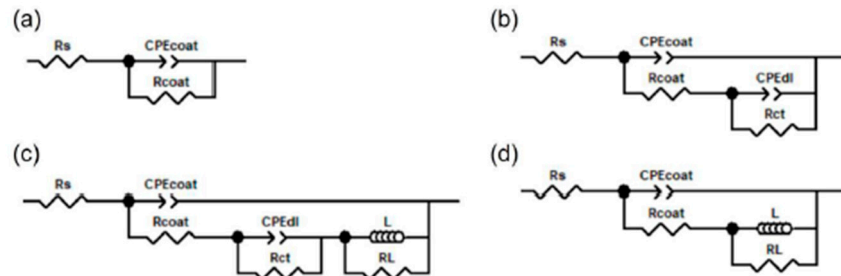 (a)
Rs
CPEcoat
Rcoat
(b)
Rs
CPEcoat
Rcoat
CPEdl
Rct
(c)
Rs
CPEcoat
Rcoat
CPEdl
L
Rct
RL
(d)
Rs
CPEcoat
Rcoat
L
RL